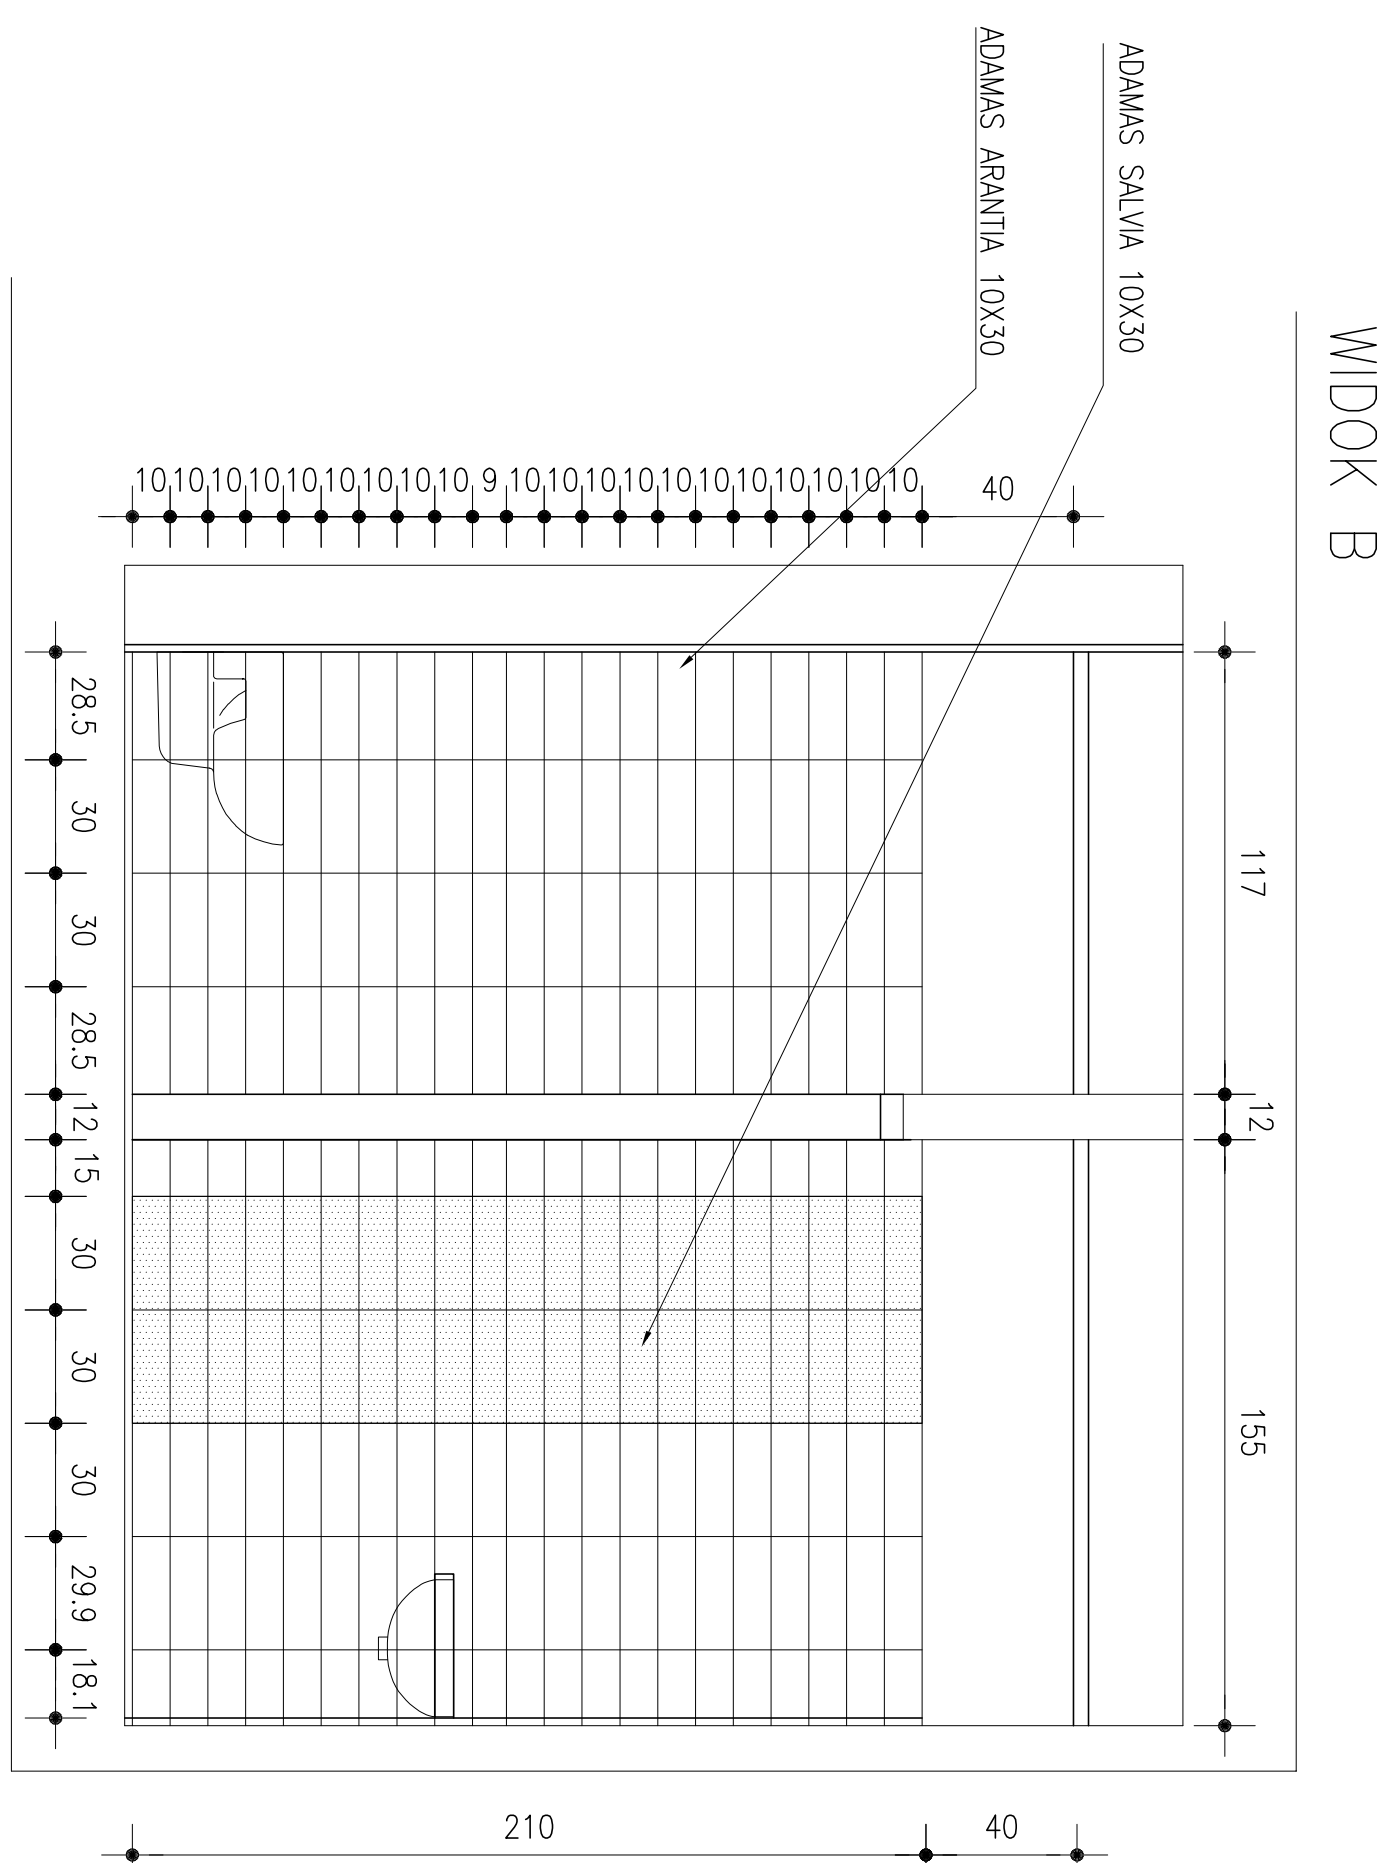 WIDOK B
ADAMAS SALVIA 10X30
ADAMAS ARANTIA 10X30
10 10 10 10 10 10 10 10 10 9 10 10 10 10 10 10 10 10 10 10 10 40
117 12 155
28.5 30 30 28.5 12 15 30 30 30 29.9 18.1
210 40